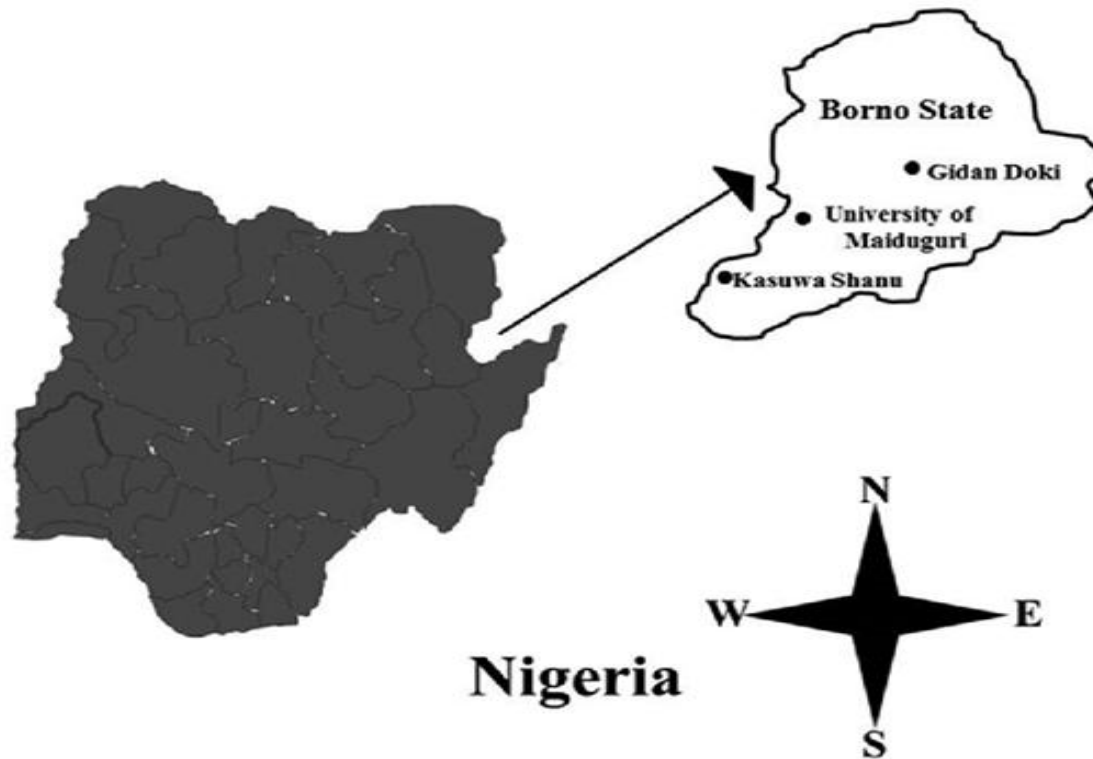 Borno State
Gidan Doki
University of
Maiduguri
Kasuwa Shanu
N
W
E
S
Nigeria